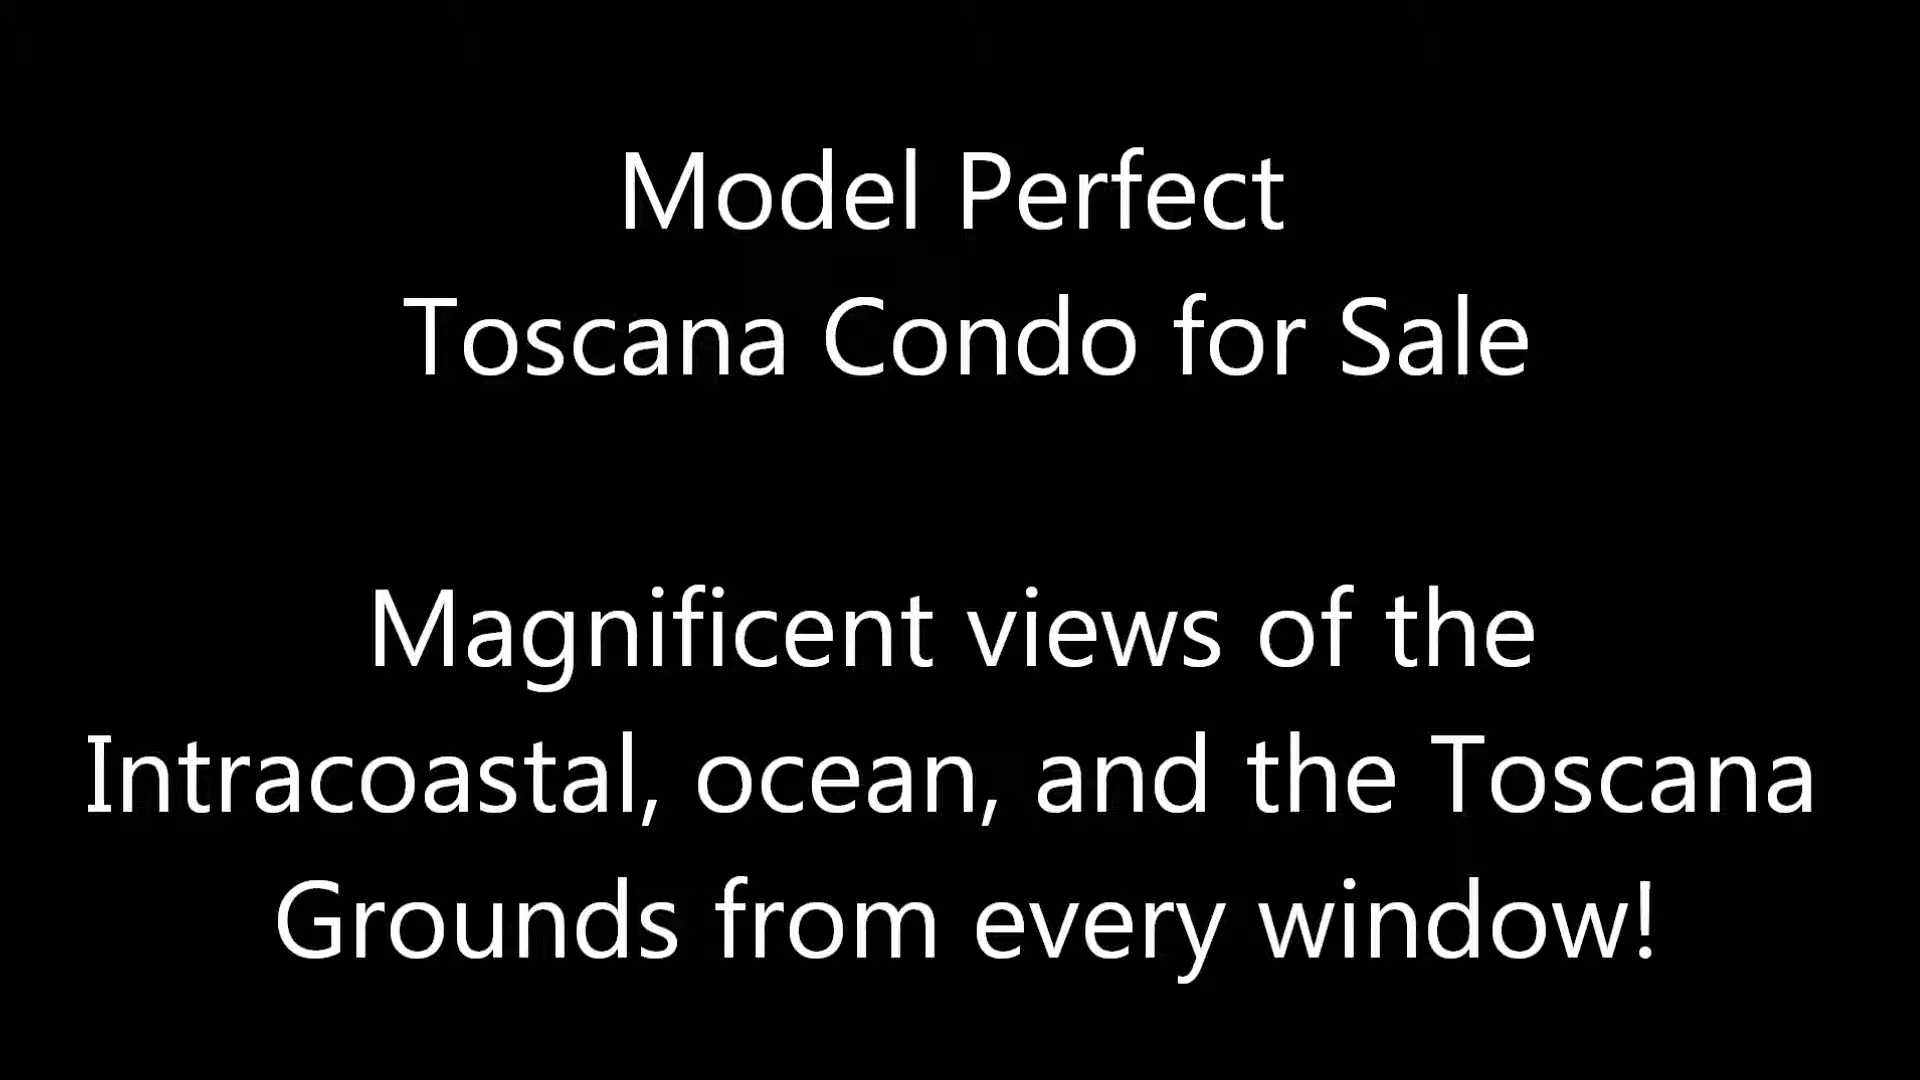 Model Perfect
Toscana Condo for Sale
Magnificent views of the
Intracoastal, ocean, and the Toscana
Grounds from every window!